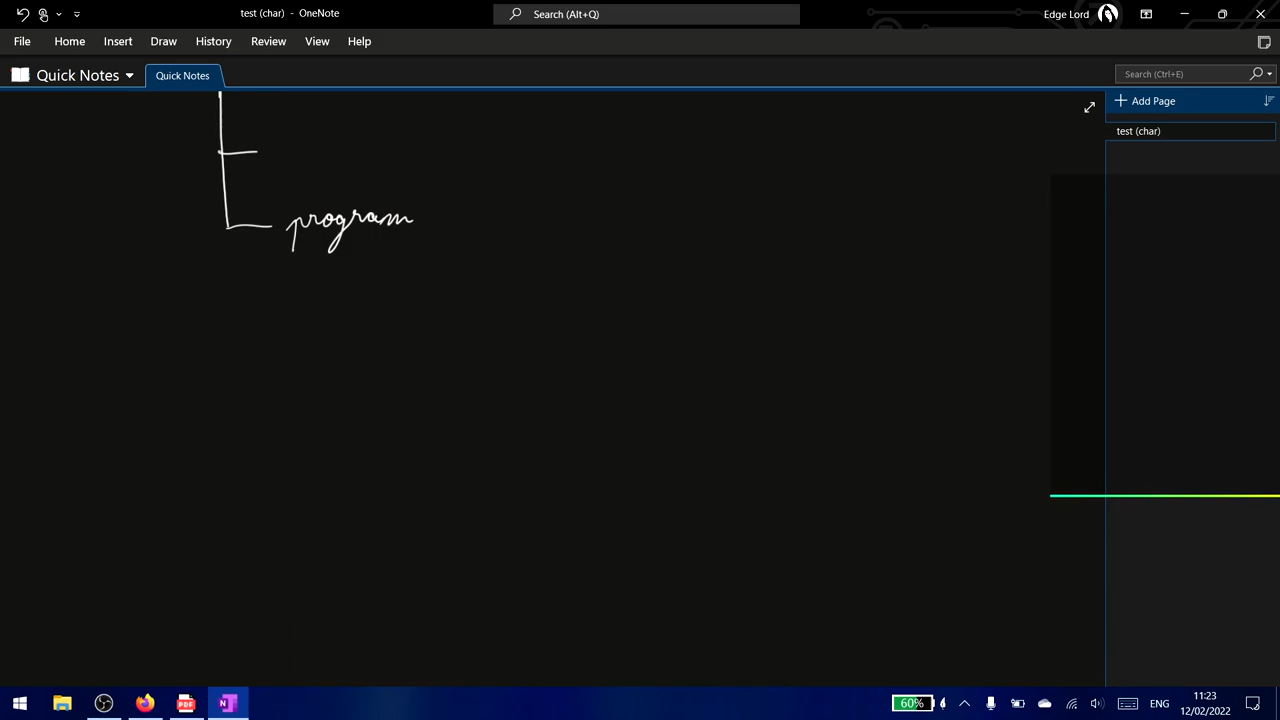 test (char) - OneNote
Search (Alt+Q)
Edge Lord
File Home Insert Draw History Review View Help
Quick Notes
Quick Notes
Search (Ctrl+E)
Add Page
test (char)
program
PDF
N
60%
ENG
11:23
12/02/2022